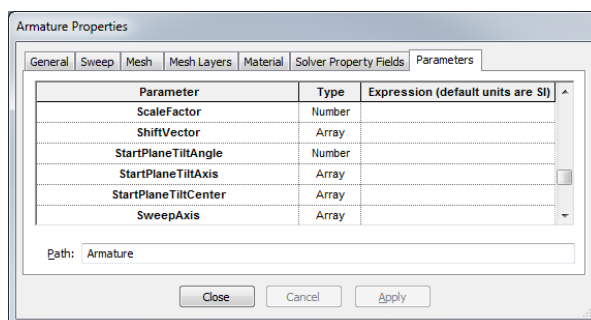 Armature Properties
General Sweep Mesh Mesh Layers Material Solver Property Fields Parameters
Parameter Type Expression (default units are SI)
ScaleFactor Number
ShiftVector Array
StartPlaneTiltAngle Number
StartPlaneTiltAxis Array
StartPlaneTiltCenter Array
SweepAxis Array
Path: Armature
Close Cancel Apply